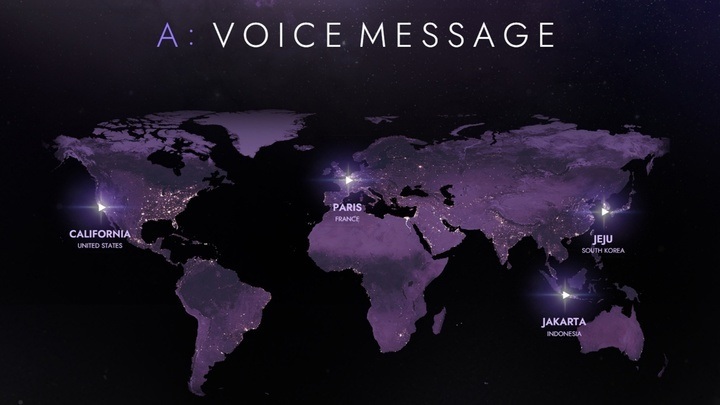 A: VOICE MESSAGE
PARIS
FRANCE
CALIFORNIA
UNITED STATES
JEJU
SOUTH KOREA
JAKARTA
INDONESIA